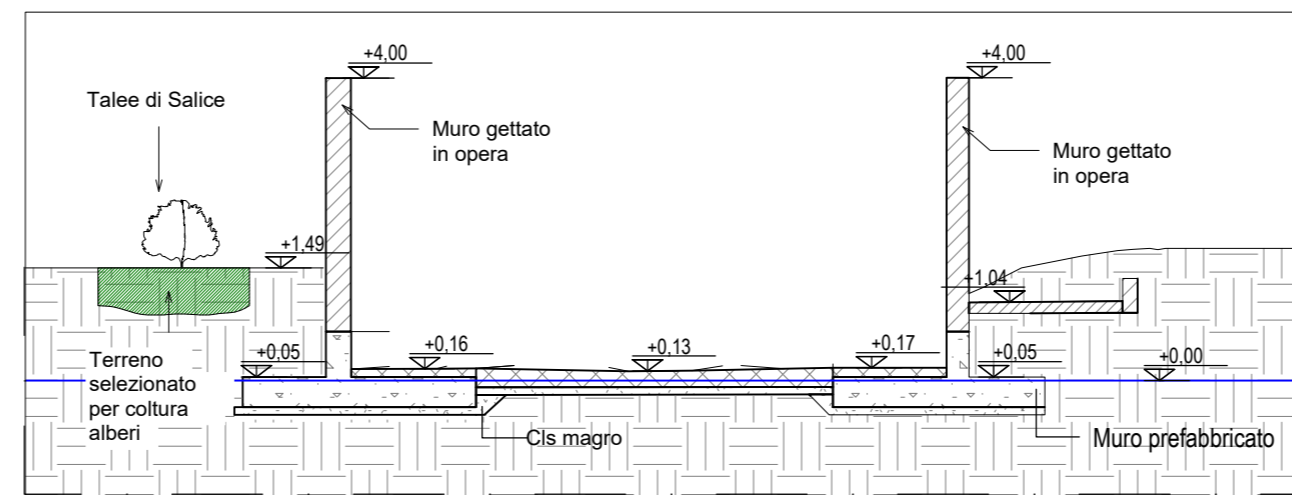 +4,00
+4,00
Talee di Salice
Muro gettato
in opera
Muro gettato
in opera
+1,49
+1,04
Terreno
selezionato
per coltura
alberi
+0,05
+0,16
+0,13
+0,17
+0,05
+0,00
Cls magro
Muro prefabbricato